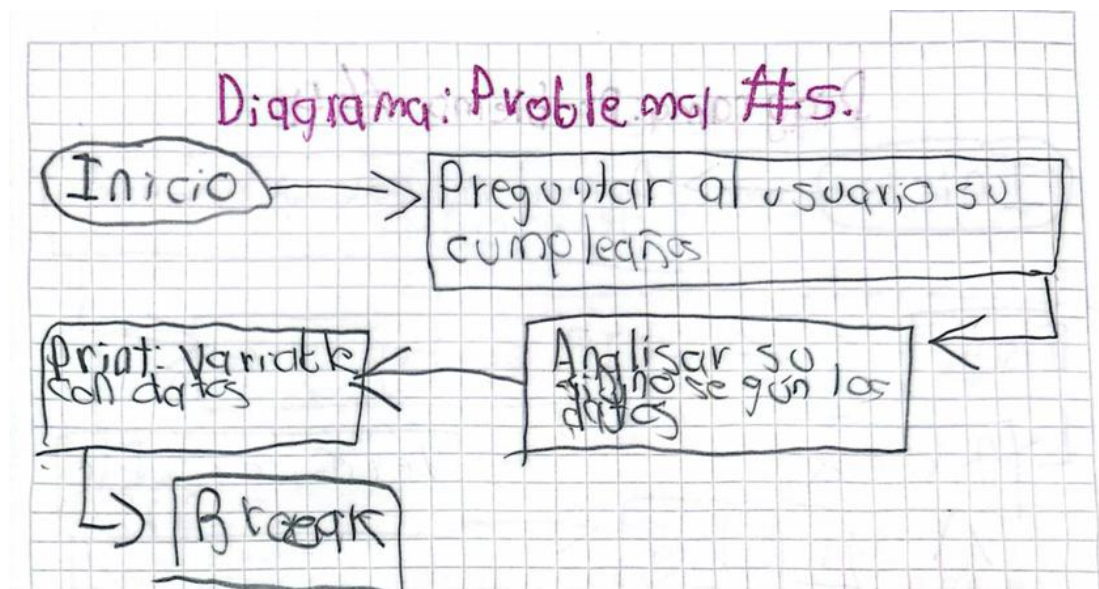 Diagrama: Problema #5.
Inicio
Preguntar al usuario su
cumpleaños
Analisar su
signo según los
datos
Print: Variable
con datos
Break